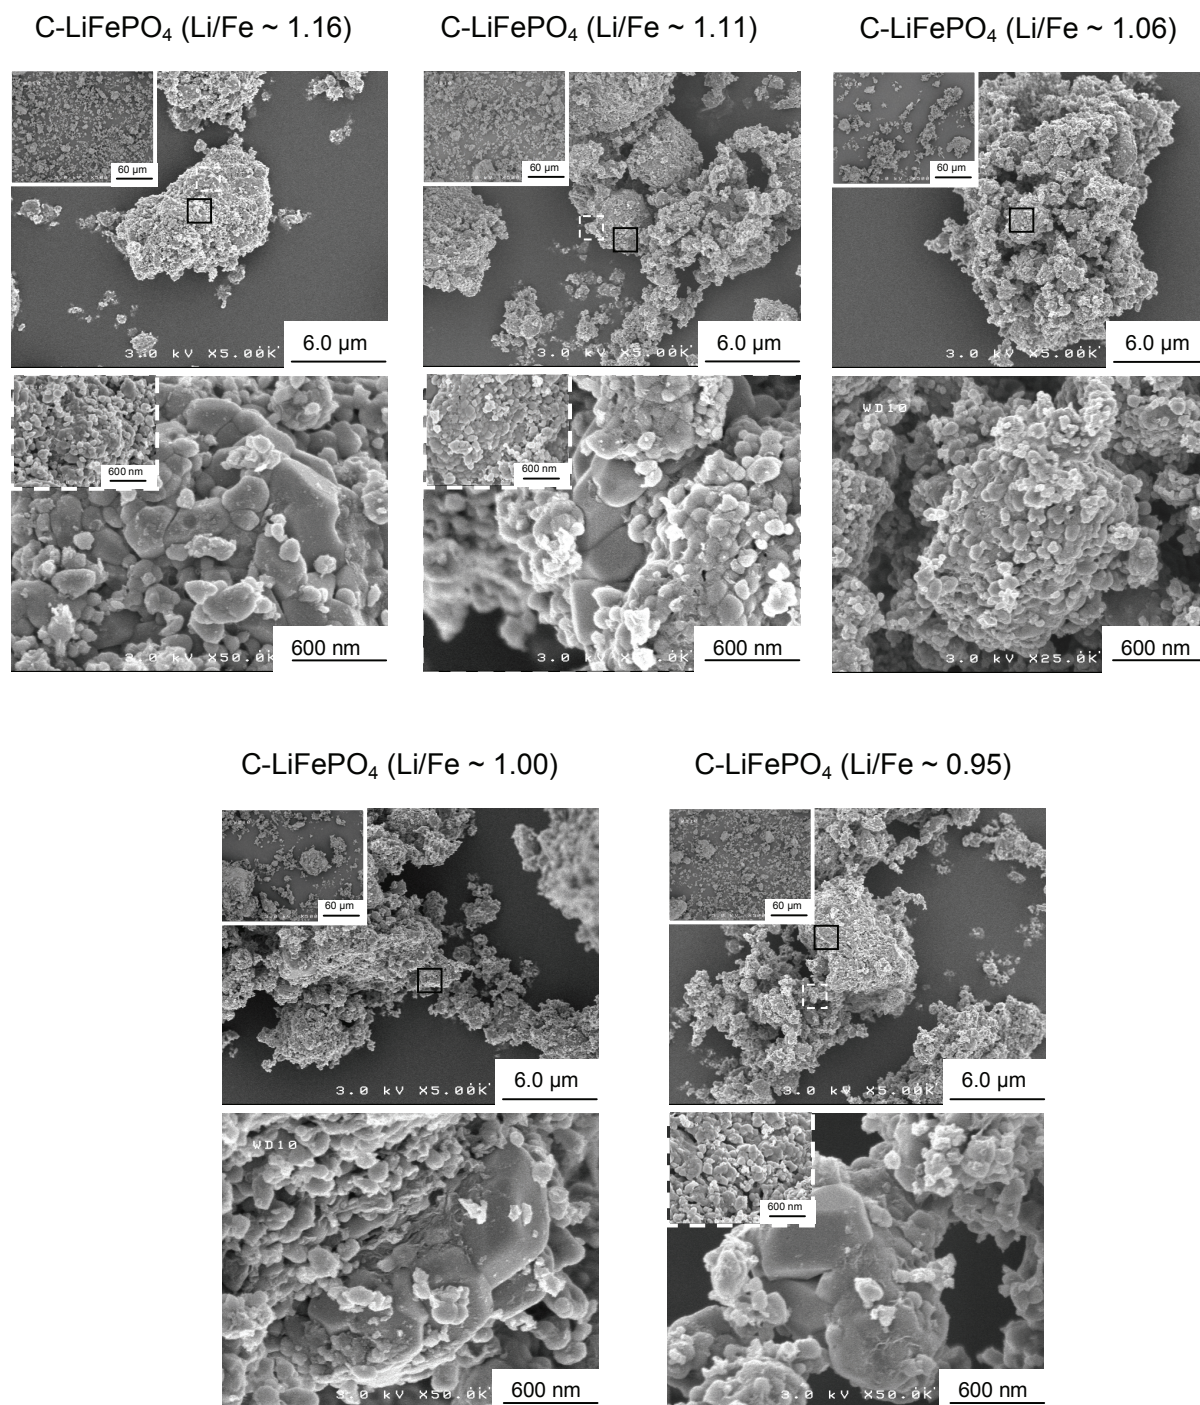 C-LiFePO₄ (Li/Fe ~ 1.16)
C-LiFePO₄ (Li/Fe ~ 1.11)
C-LiFePO₄ (Li/Fe ~ 1.06)
60 µm
60 µm
60 µm
3.0 kV X5.00K
6.0 µm
3.0 kV X5.00K
6.0 µm
3.0 kV X5.00K
6.0 µm
600 nm
600 nm
WD10
3.0 kV X50.0K
600 nm
3.0 kV
600 nm
3.0 kV X25.0K
600 nm
C-LiFePO₄ (Li/Fe ~ 1.00)
C-LiFePO₄ (Li/Fe ~ 0.95)
60 µm
60 µm
3.0 kV X5.00K
6.0 µm
3.0 kV X5.00K
6.0 µm
WD10
600 nm
3.0 kV X50.0K
600 nm
3.0 kV X50.0K
600 nm